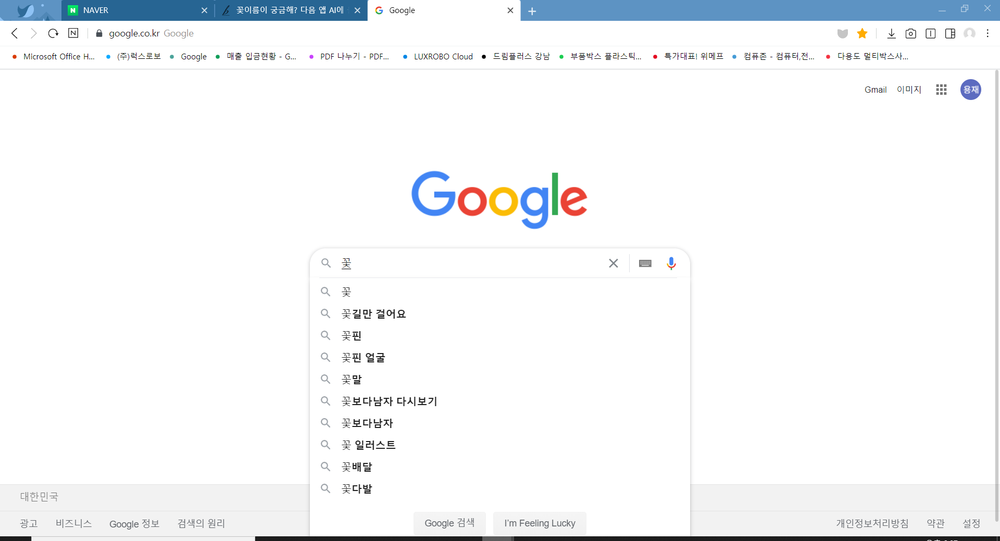 NAVER
꽃이름이 궁금해? 다음 앱 AI에
Google
google.co.kr Google
Microsoft Office H... (주)럭스로보 Google 매출 입금현황 - G... PDF 나누기 - PDF... LUXROBO Cloud 드림플러스 강남 부품박스 플라스틱... 특가대표! 위메프 컴퓨존 - 컴퓨터,전... 다용도 멀티박스사...
Gmail 이미지 용재
Google
꽃
꽃
꽃길만 걸어요
꽃핀
꽃핀 얼굴
꽃말
꽃보다남자 다시보기
꽃보다남자
꽃 일러스트
꽃배달
꽃다발
Google 검색 I'm Feeling Lucky
대한민국
광고 비즈니스 Google 정보 검색의 원리 개인정보처리방침 약관 설정